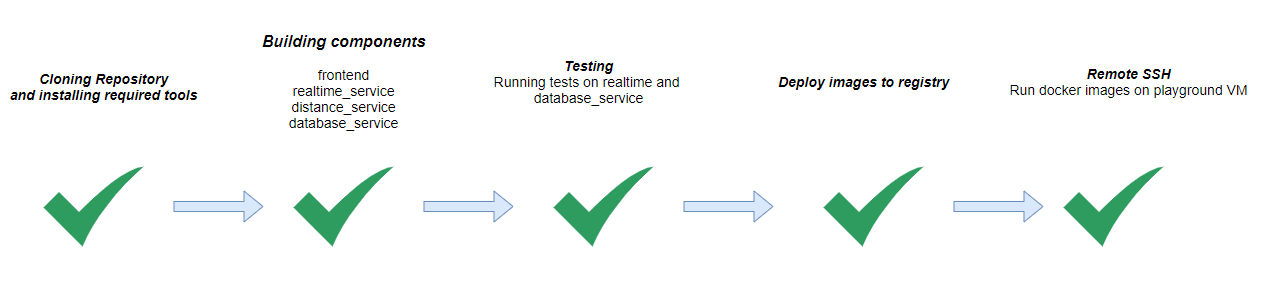 Cloning Repository
and installing required tools
Building components
frontend
realtime_service
distance_service
database_service
Testing
Running tests on realtime and
database_service
Deploy images to registry
Remote SSH
Run docker images on playground VM